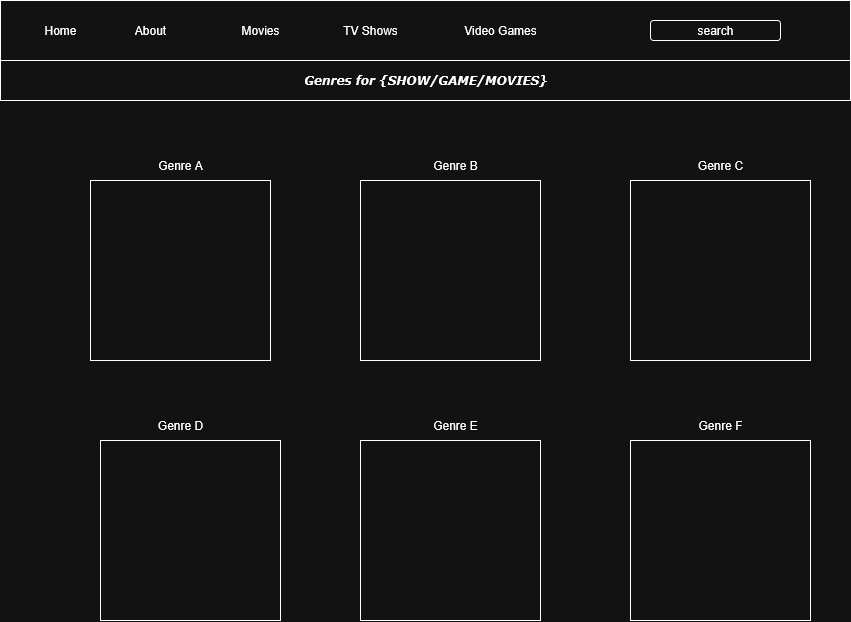 Home About Movies TV Shows Video Games search
Genres for {SHOW/GAME/MOVIES}
Genre A Genre B Genre C
Genre D Genre E Genre F